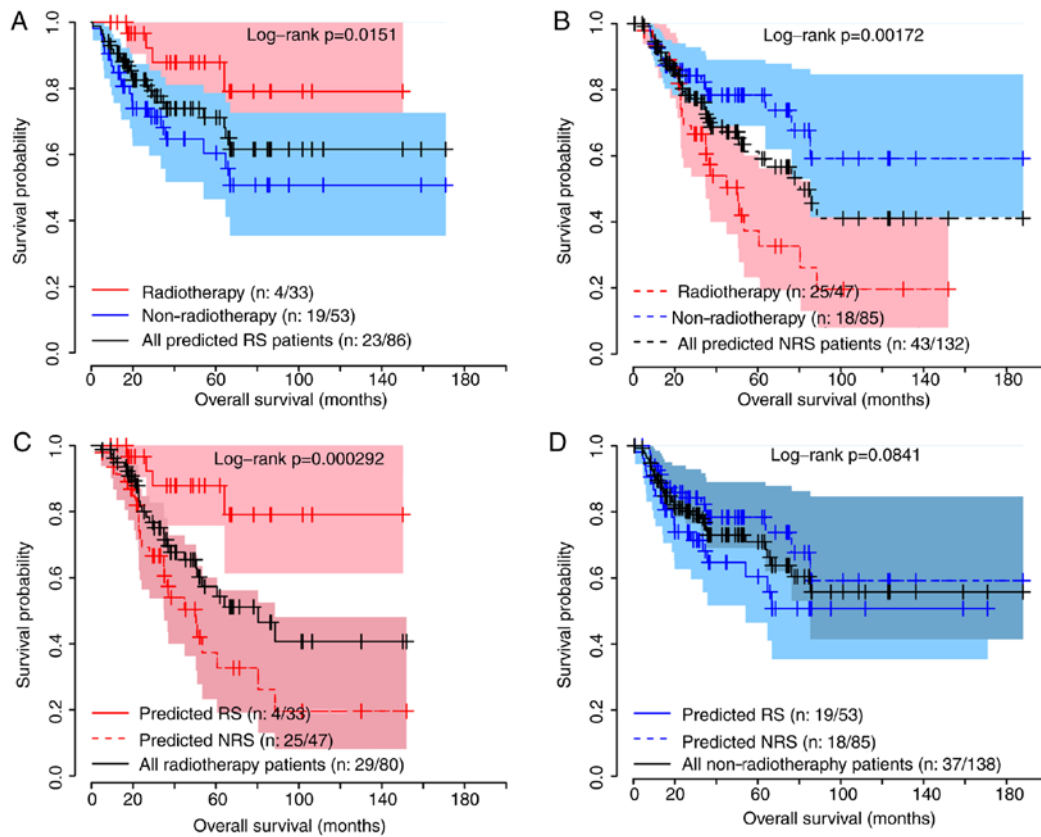 A
Log-rank p=0.0151
Survival probability
1.0
0.8
0.6
0.4
0.2
0.0
Radiotherapy (n: 4/33)
Non-radiotherapy (n: 19/53)
All predicted RS patients (n: 23/86)
0 20 60 100 140 180
Overall survival (months)
B
Log-rank p=0.00172
Survival probability
1.0
0.8
0.6
0.4
0.2
0.0
Radiotherapy (n: 25/47)
Non-radiotherapy (n: 18/85)
All predicted NRS patients (n: 43/132)
0 20 60 100 140 180
Overall survival (months)
C
Log-rank p=0.000292
Survival probability
1.0
0.8
0.6
0.4
0.2
0.0
Predicted RS (n: 4/33)
Predicted NRS (n: 25/47)
All radiotherapy patients (n: 29/80)
0 20 60 100 140 180
Overall survival (months)
D
Log-rank p=0.0841
Survival probability
1.0
0.8
0.6
0.4
0.2
0.0
Predicted RS (n: 19/53)
Predicted NRS (n: 18/85)
All non-radiotheraphy patients (n: 37/138)
0 20 60 100 140 180
Overall survival (months)